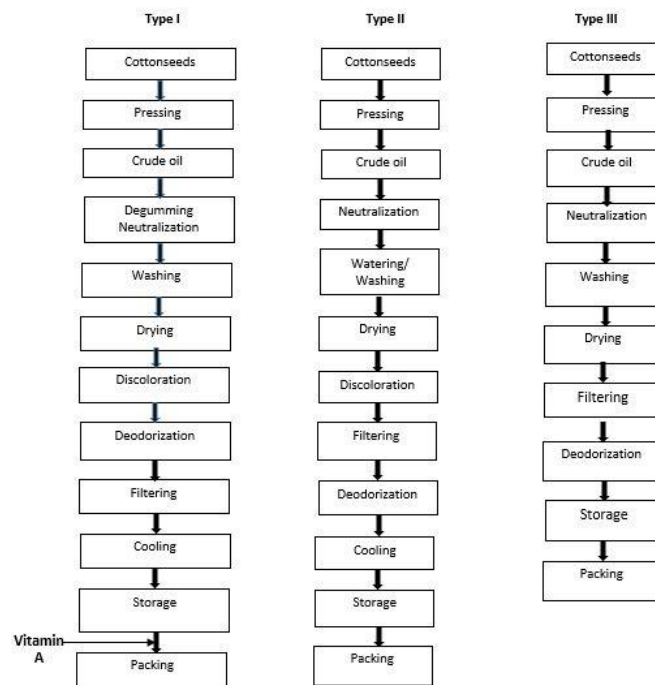 Type I
Cottonseeds
Pressing
Crude oil
Degumming
Neutralization
Washing
Drying
Discoloration
Deodorization
Filtering
Cooling
Storage
Vitamin
A
Packing
Type II
Cottonseeds
Pressing
Crude oil
Neutralization
Watering/
Washing
Drying
Discoloration
Filtering
Deodorization
Cooling
Storage
Packing
Type III
Cottonseeds
Pressing
Crude oil
Neutralization
Washing
Drying
Filtering
Deodorization
Storage
Packing